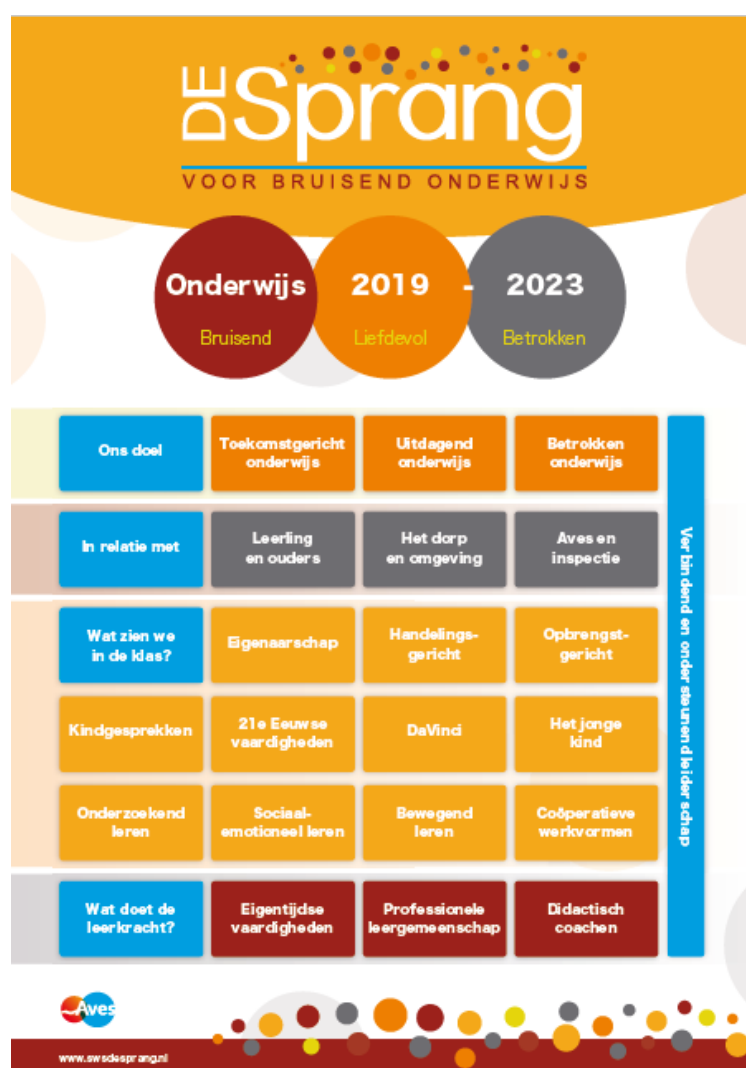 DE Sprang
VOOR BRUISEND ONDERWIJS
Onderwijs 2019 - 2023
Bruisend Liefdevol Betrokken
Ons doel
Toekomstgericht
onderwijs
Uitdagend
onderwijs
Betrokken
onderwijs
In relatie met
Leerling
en ouders
Het dorp
en omgeving
Aves en
inspectie
Wat zien we
in de klas?
Eigenaarschap
Handelings-
gericht
Opbrengst-
gericht
Kindgesprekken
21e Eeuwse
vaardigheden
DaVinci
Het jonge
kind
Onderzoekend
leren
Sociaal-
emotioneel leren
Bewegend
leren
Coöperatieve
werkvormen
Wat doet de
leerkracht?
Eigentijdse
vaardigheden
Professionele
leergemeenschap
Didactisch
coachen
Verbindend en ondersteunend leiderschap
Aves
www.swsdesprang.nl